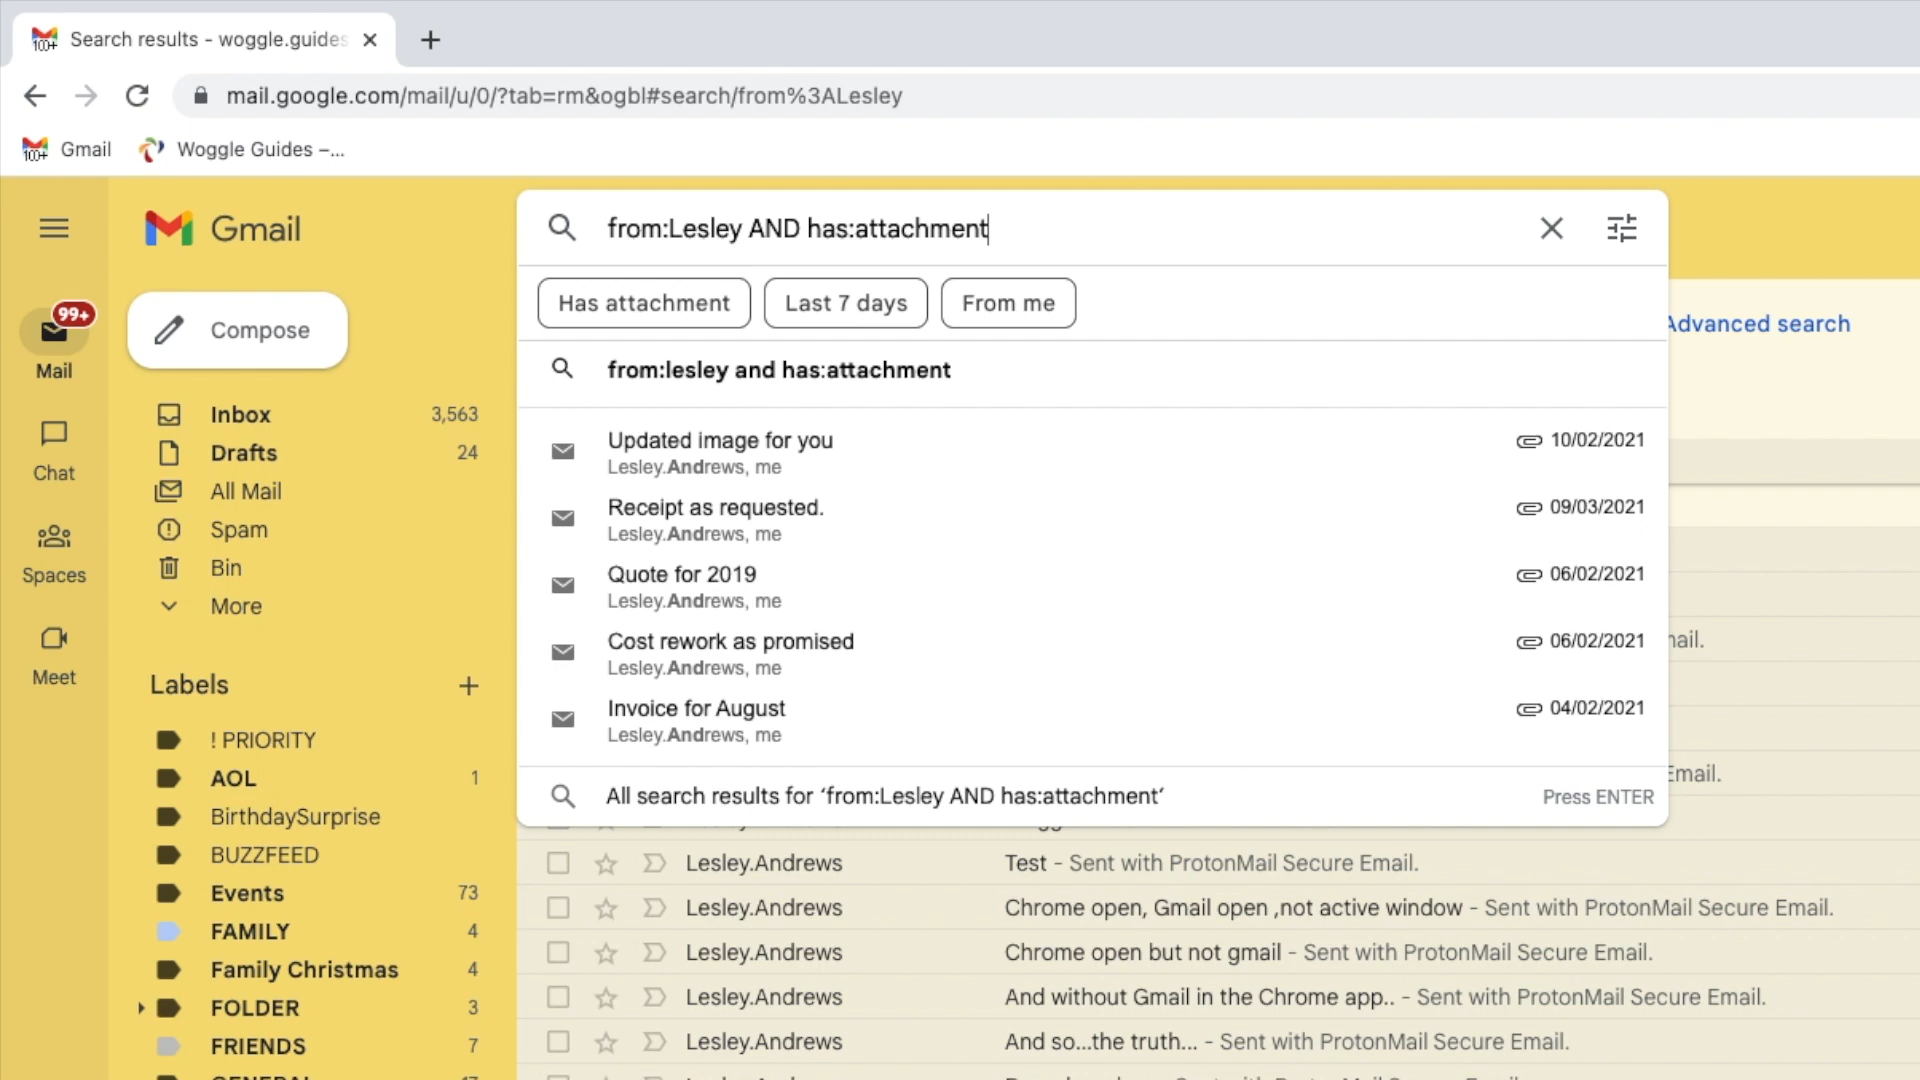 100+ Search results - woggle.guides
mail.google.com/mail/u/0/?tab=rm&ogbl#search/from%3ALesley
100+ Gmail Woggle Guides –...
Gmail
from:Lesley AND has:attachment
Has attachment Last 7 days From me
Advanced search
from:lesley and has:attachment
99+
Mail
Chat
Spaces
Meet
Compose
Inbox 3,563
Drafts 24
All Mail
Spam
Bin
More
Labels
! PRIORITY
AOL 1
BirthdaySurprise
BUZZFEED
Events 73
FAMILY 4
Family Christmas 4
FOLDER 3
FRIENDS 7
Updated image for you 10/02/2021
Lesley.Andrews, me
Receipt as requested. 09/03/2021
Lesley.Andrews, me
Quote for 2019 06/02/2021
Lesley.Andrews, me
Cost rework as promised 06/02/2021
Lesley.Andrews, me
Invoice for August 04/02/2021
Lesley.Andrews, me
All search results for ‘from:Lesley AND has:attachment’ Press ENTER
Lesley.Andrews Test - Sent with ProtonMail Secure Email.
Lesley.Andrews Chrome open, Gmail open ,not active window - Sent with ProtonMail Secure Email.
Lesley.Andrews Chrome open but not gmail - Sent with ProtonMail Secure Email.
Lesley.Andrews And without Gmail in the Chrome app.. - Sent with ProtonMail Secure Email.
Lesley.Andrews And so...the truth... - Sent with ProtonMail Secure Email.